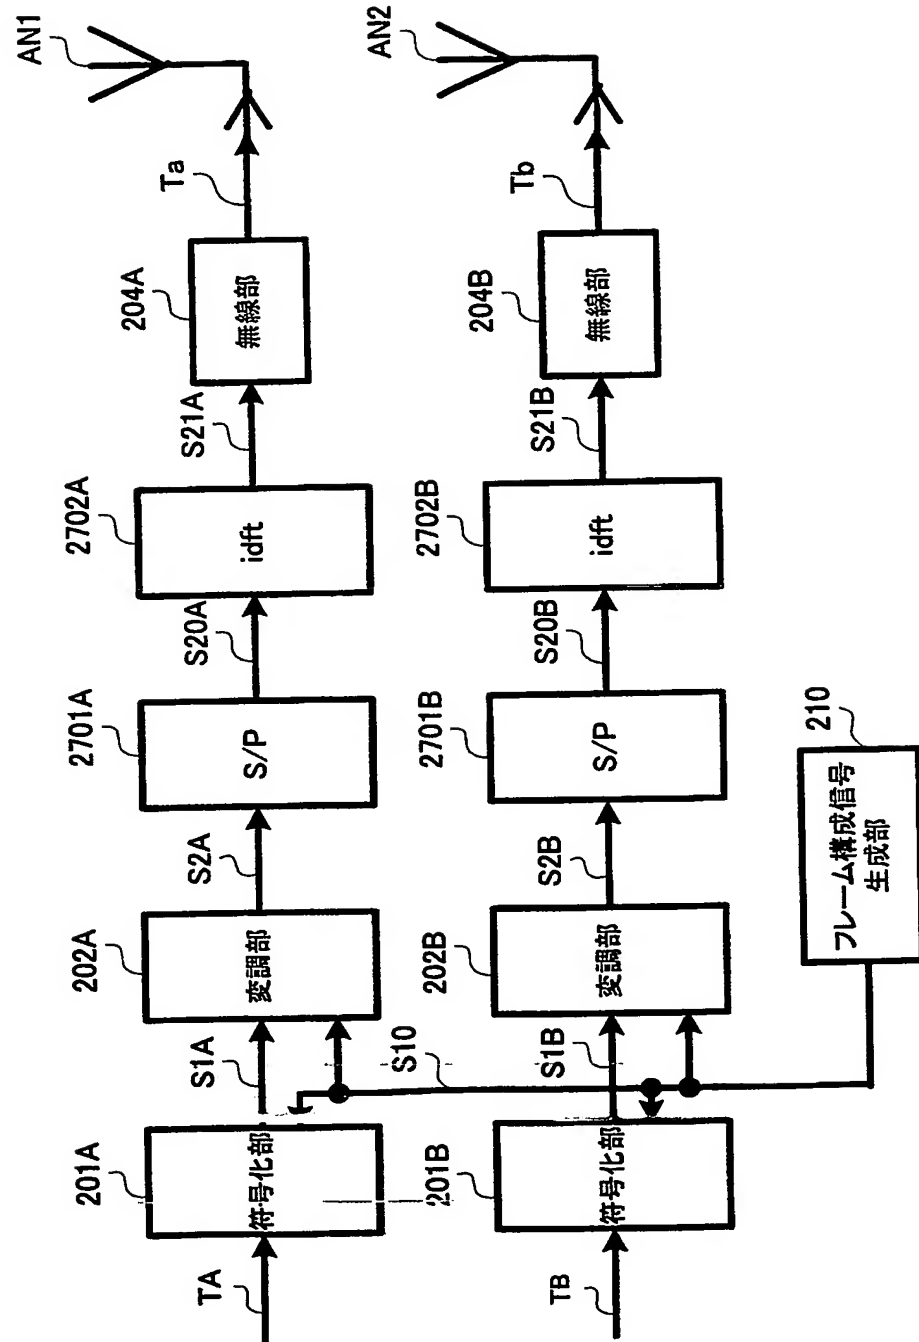 TA
201A
符号化部
S1A
202A
変調部
S2A
2701A
S/P
S20A
2702A
idft
S21A
204A
無線部
Ta
AN1
S10
TB
201B
符号化部
S1B
202B
変調部
S2B
2701B
S/P
S20B
2702B
idft
S21B
204B
無線部
Tb
AN2
210
フレーム構成信号
生成部